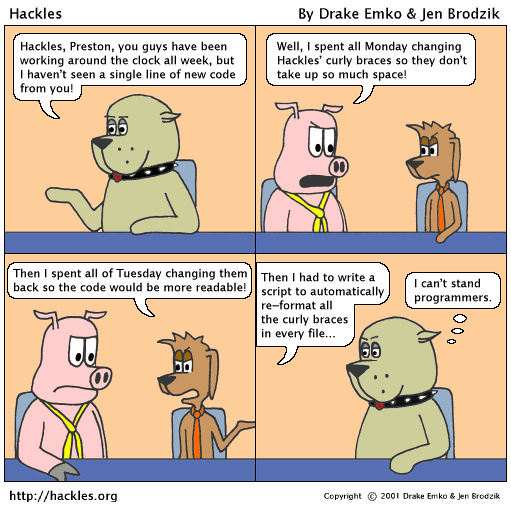 Hackles
By Drake Emko & Jen Brodzik
Hackles, Preston, you guys have been
working around the clock all week, but
I haven't seen a single line of new code
from you!
Well, I spent all Monday changing
Hackles' curly braces so they don't
take up so much space!
Then I spent all of Tuesday changing them
back so the code would be more readable!
Then I had to write a
script to automatically
re-format all
the curly braces
in every file...
I can't stand
programmers.
http://hackles.org
Copyright © 2001 Drake Emko & Jen Brodzik